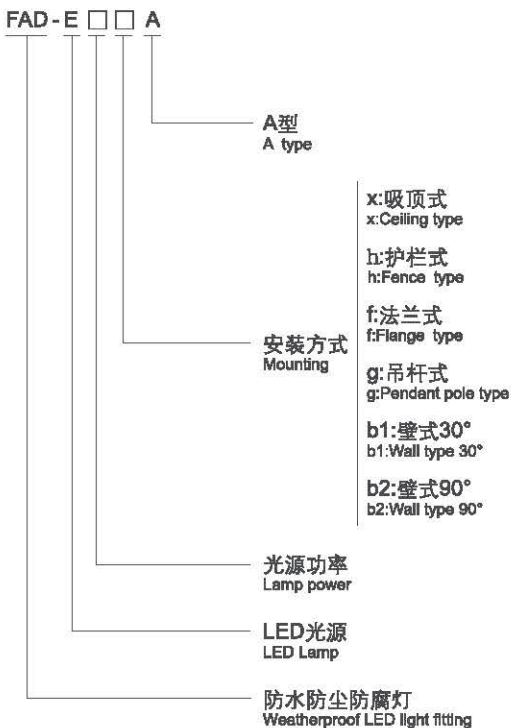 FAD-E□□A
A型
A type
x:吸顶式
x:Ceiling type
h:护栏式
h:Fence type
f:法兰式
f:Flange type
安装方式
Mounting
g:吊杆式
g:Pendant pole type
b1:壁式30°
b1:Wall type 30°
b2:壁式90°
b2:Wall type 90°
光源功率
Lamp power
LED光源
LED Lamp
防水防尘防腐灯
Weatherproof LED light fitting